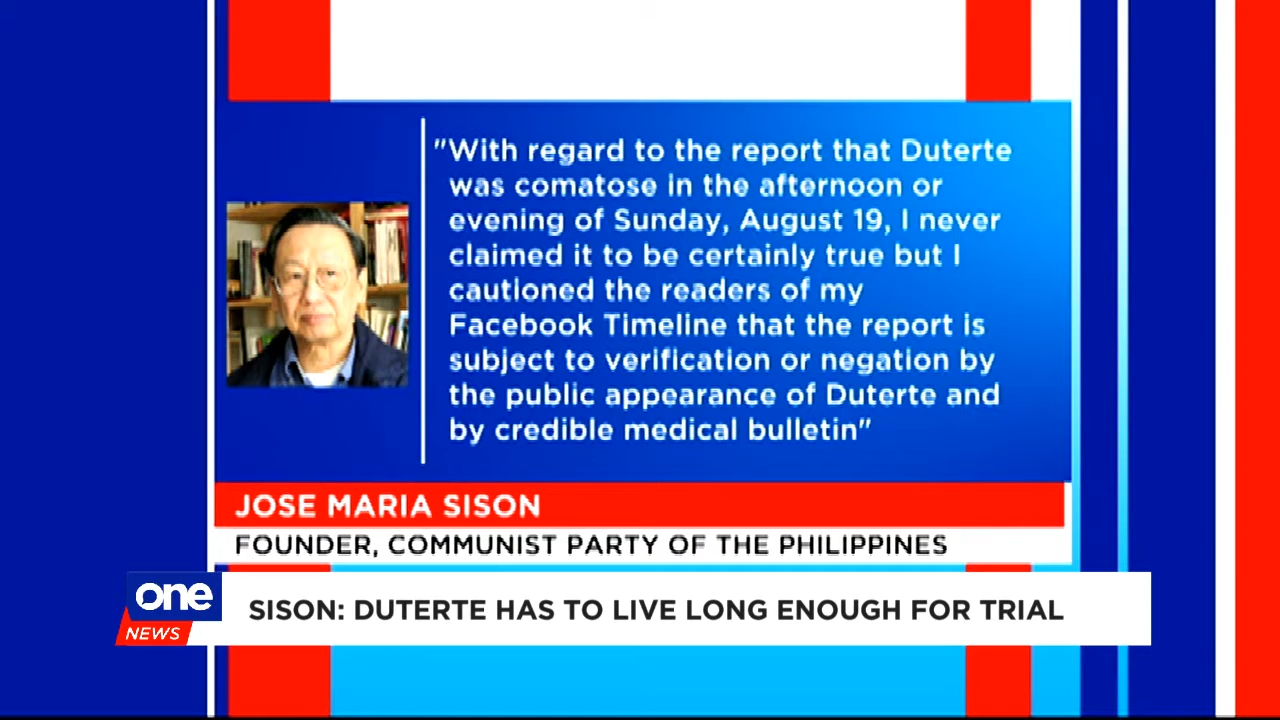 "With regard to the report that Duterte
was comatose in the afternoon or
evening of Sunday, August 19, I never
claimed it to be certainly true but I
cautioned the readers of my
Facebook Timeline that the report is
subject to verification or negation by
the public appearance of Duterte and
by credible medical bulletin"
JOSE MARIA SISON
FOUNDER, COMMUNIST PARTY OF THE PHILIPPINES
one
NEWS
SISON: DUTERTE HAS TO LIVE LONG ENOUGH FOR TRIAL